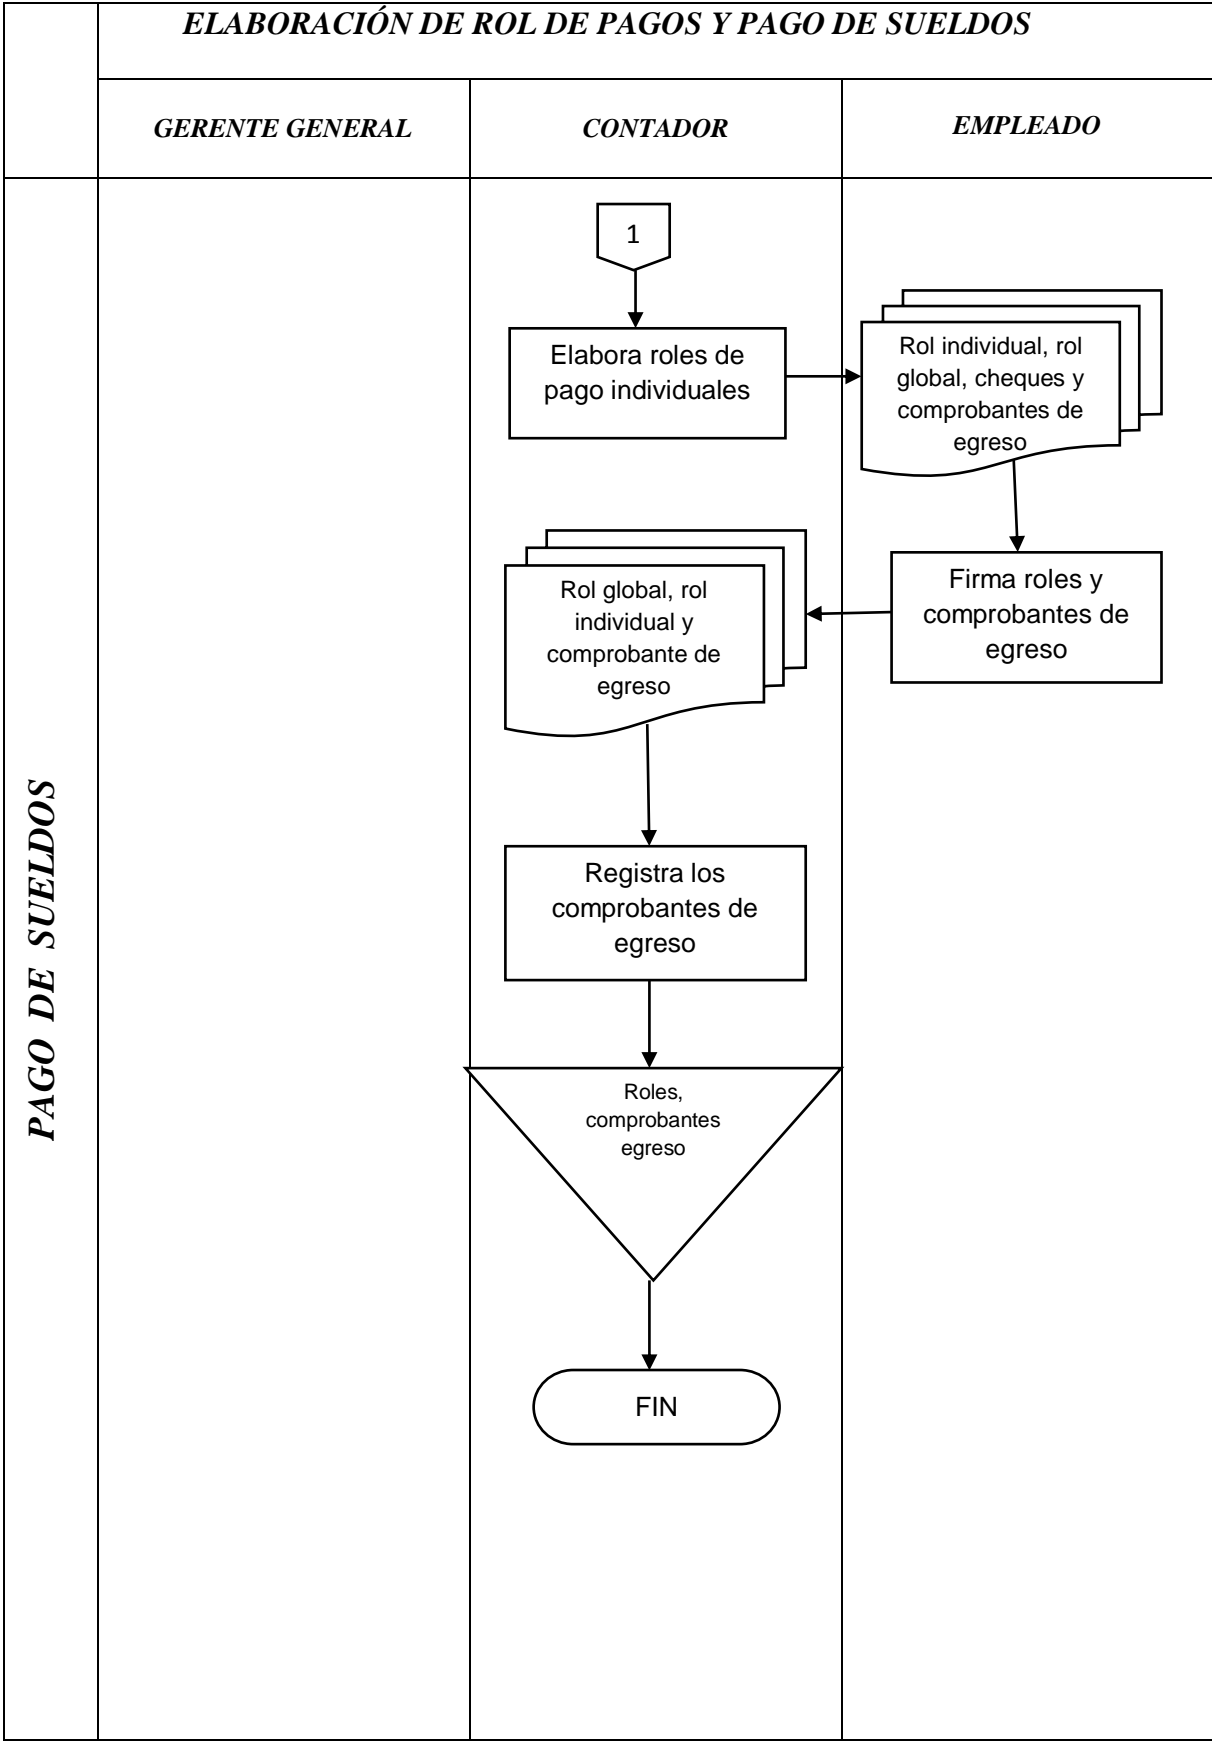 ELABORACIÓN DE ROL DE PAGOS Y PAGO DE SUELDOS
GERENTE GENERAL
CONTADOR
EMPLEADO
PAGO DE SUELDOS
1
Elabora roles de
pago individuales
Rol individual, rol
global, cheques y
comprobantes de
egreso
Firma roles y
comprobantes de
egreso
Rol global, rol
individual y
comprobante de
egreso
Registra los
comprobantes de
egreso
Roles,
comprobantes
egreso
FIN